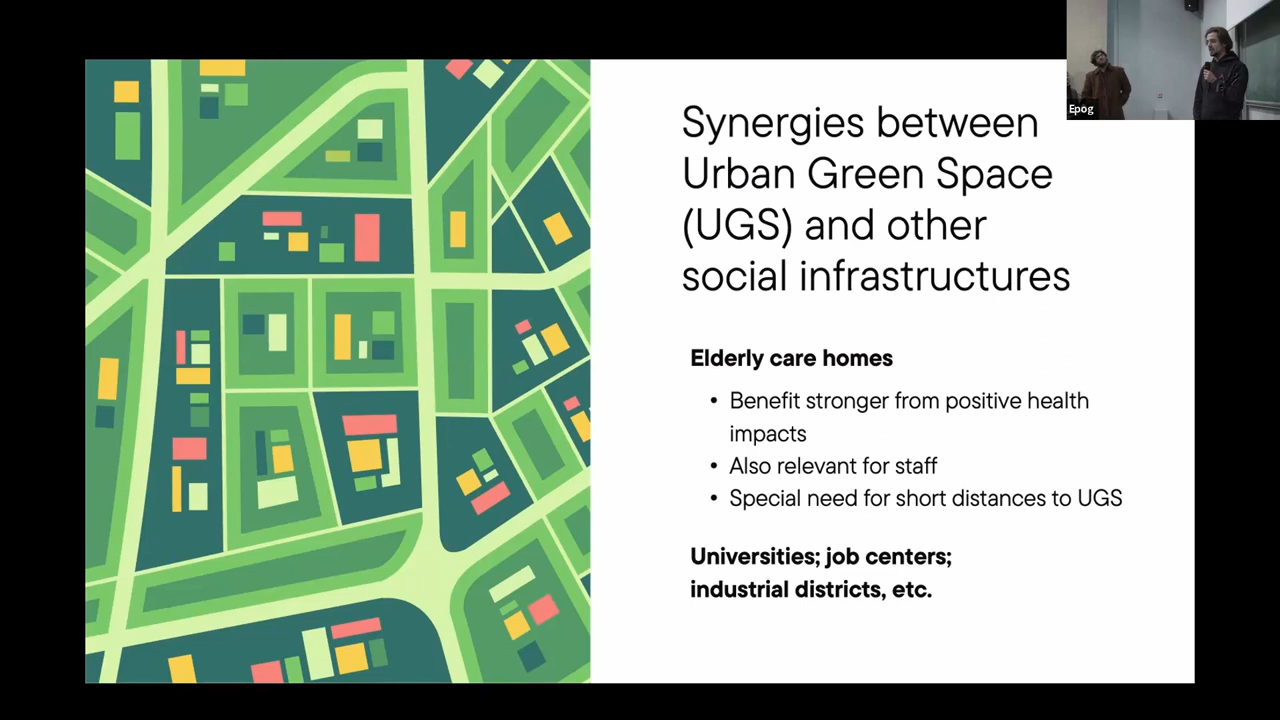 Synergies between
Urban Green Space
(UGS) and other
social infrastructures
Elderly care homes
• Benefit stronger from positive health
impacts
• Also relevant for staff
• Special need for short distances to UGS
Universities; job centers;
industrial districts, etc.
Epog